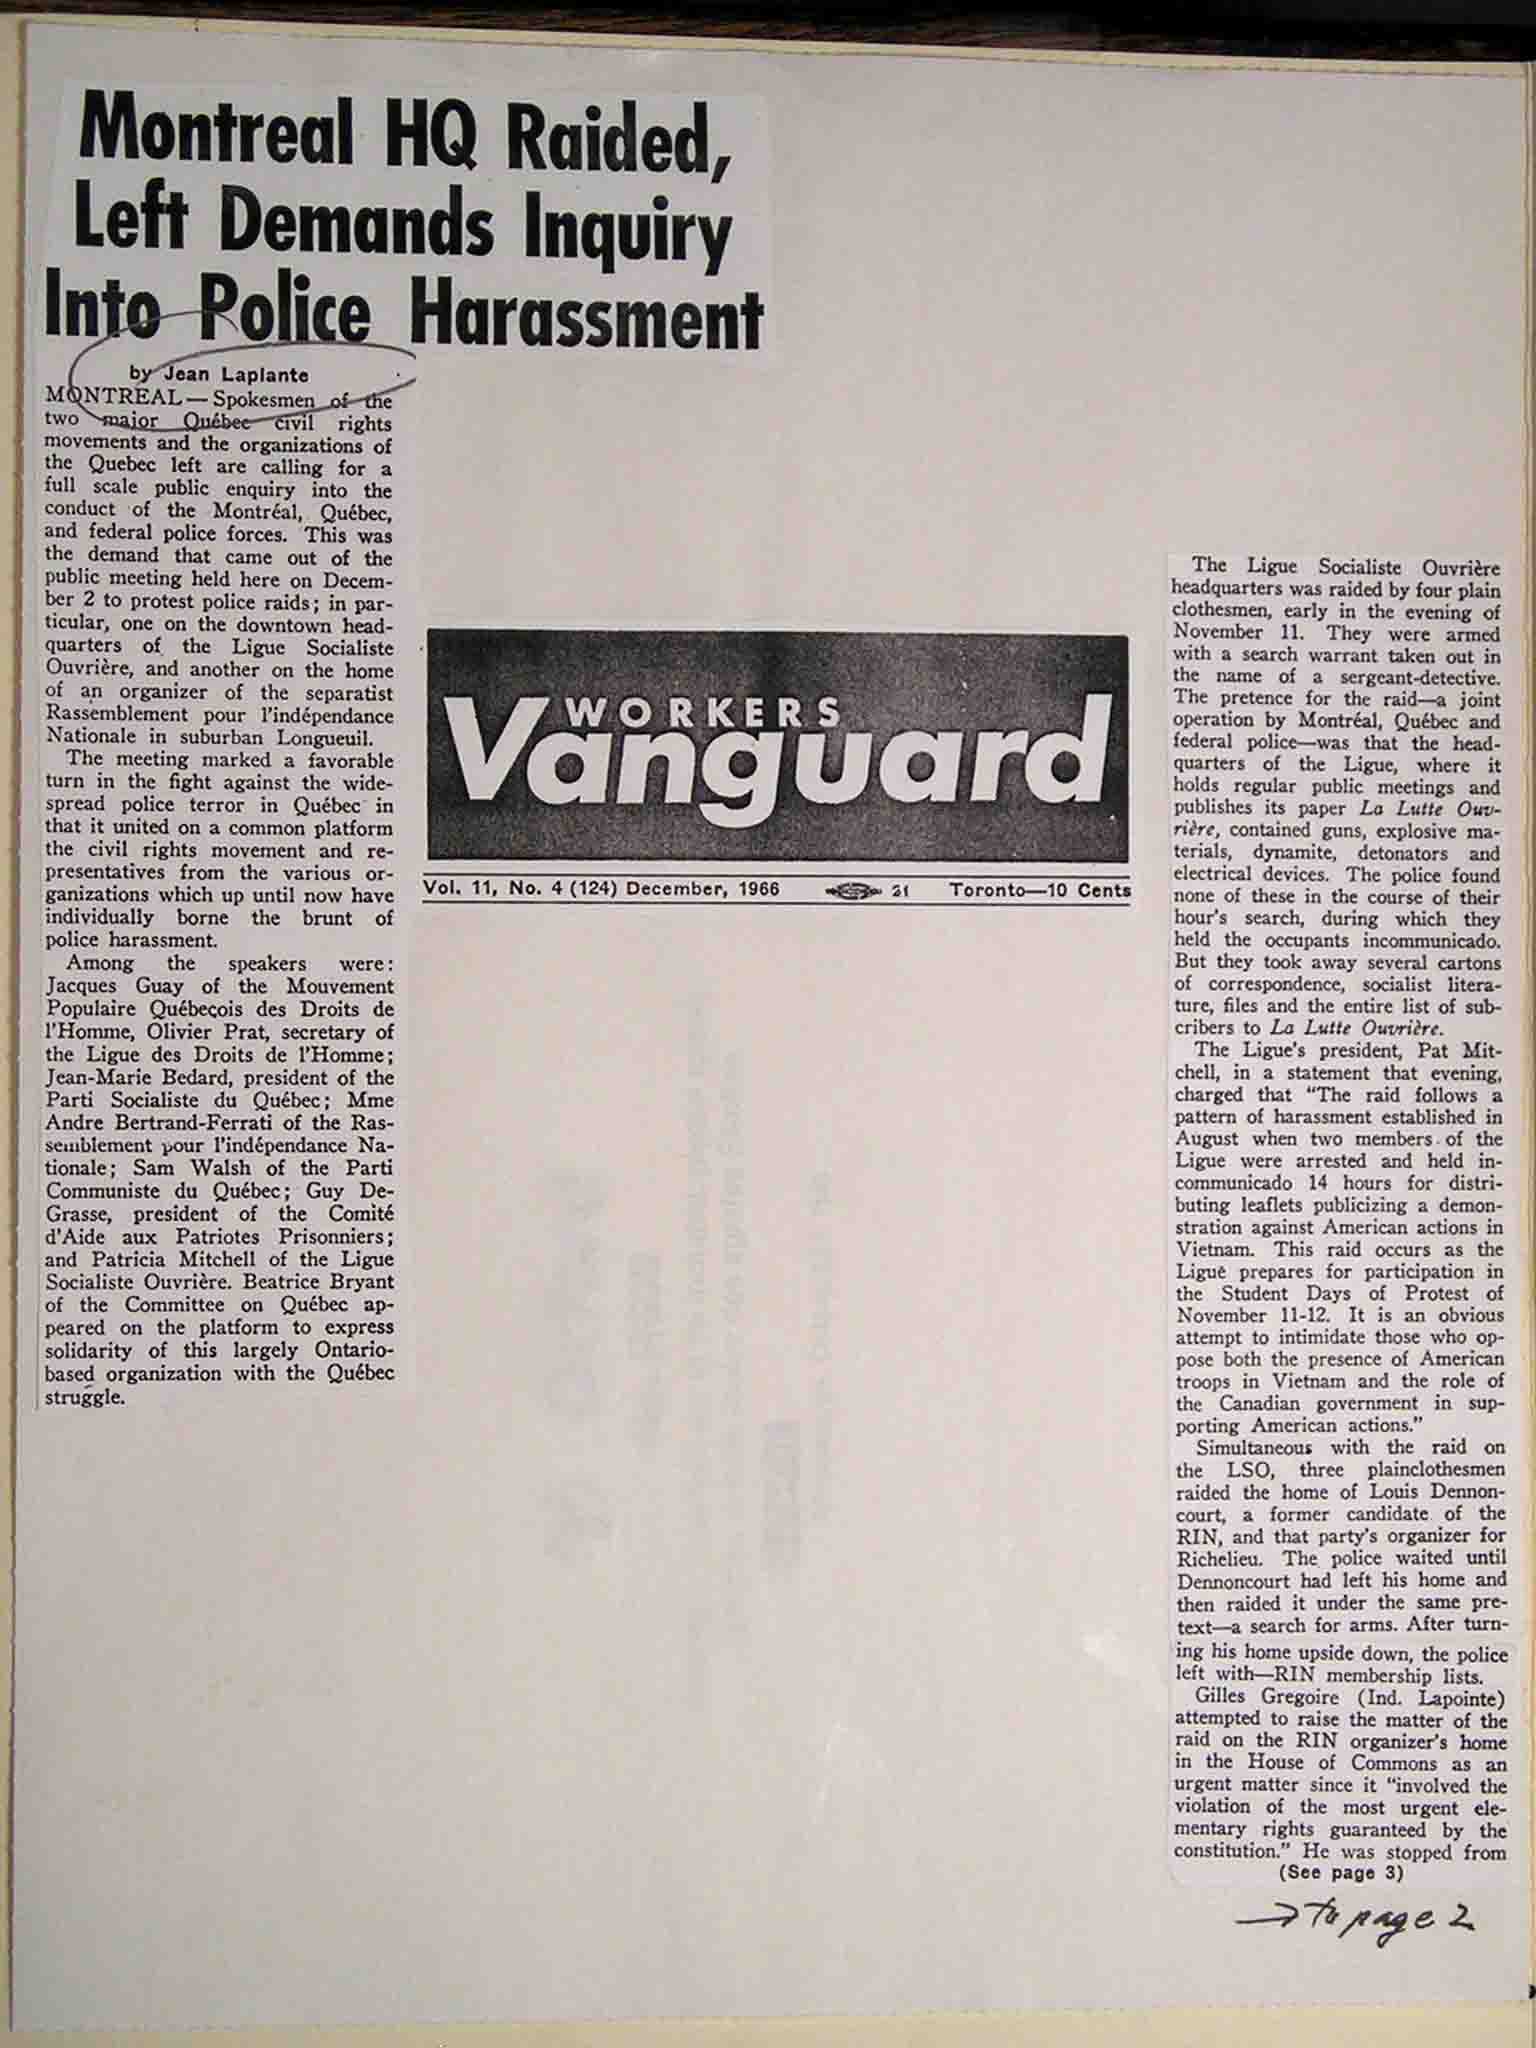 Montreal HQ Raided,
Left Demands Inquiry
Into Police Harassment
by Jean Laplante
MONTREAL — Spokesmen of the
two major Québec civil rights
movements and the organizations of
the Quebec left are calling for a
full scale public enquiry into the
conduct of the Montréal, Québec,
and federal police forces. This was
the demand that came out of the
public meeting held here on Decem-
ber 2 to protest police raids; in par-
ticular, one on the downtown head-
quarters of the Ligue Socialiste
Ouvrière, and another on the home
of an organizer of the separatist
Rassemblement pour l'indépendance
Nationale in suburban Longueuil.
The meeting marked a favorable
turn in the fight against the wide-
spread police terror in Québec in
that it united on a common platform
the civil rights movement and re-
presentatives from the various or-
ganizations which up until now have
individually borne the brunt of
police harassment.
Among the speakers were:
Jacques Guay of the Mouvement
Populaire Québeçois des Droits de
l'Homme, Olivier Prat, secretary of
the Ligue des Droits de l'Homme;
Jean-Marie Bedard, president of the
Parti Socialiste du Québec; Mme
Andre Bertrand-Ferrati of the Ras-
semblement pour l'indépendance Na-
tionale; Sam Walsh of the Parti
Communiste du Québec; Guy De-
Grasse, president of the Comité
d'Aide aux Patriotes Prisonniers;
and Patricia Mitchell of the Ligue
Socialiste Ouvrière. Beatrice Bryant
of the Committee on Québec ap-
peared on the platform to express
solidarity of this largely Ontario-
based organization with the Québec
struggle.
WORKERS
Vanguard
Vol. 11, No. 4 (124) December, 1966 21 Toronto—10 Cents
The Ligue Socialiste Ouvrière
headquarters was raided by four plain
clothesmen, early in the evening of
November 11. They were armed
with a search warrant taken out in
the name of a sergeant-detective.
The pretence for the raid—a joint
operation by Montréal, Québec and
federal police—was that the head-
quarters of the Ligue, where it
holds regular public meetings and
publishes its paper La Lutte Ouv-
rière, contained guns, explosive ma-
terials, dynamite, detonators and
electrical devices. The police found
none of these in the course of their
hour's search, during which they
held the occupants incommunicado.
But they took away several cartons
of correspondence, socialist litera-
ture, files and the entire list of sub-
cribers to La Lutte Ouvrière.
The Ligue's president, Pat Mit-
chell, in a statement that evening,
charged that "The raid follows a
pattern of harassment established in
August when two members of the
Ligue were arrested and held in-
communicado 14 hours for distri-
buting leaflets publicizing a demon-
stration against American actions in
Vietnam. This raid occurs as the
Ligue prepares for participation in
the Student Days of Protest of
November 11-12. It is an obvious
attempt to intimidate those who op-
pose both the presence of American
troops in Vietnam and the role of
the Canadian government in sup-
porting American actions."
Simultaneous with the raid on
the LSO, three plainclothesmen
raided the home of Louis Dennon-
court, a former candidate of the
RIN, and that party's organizer for
Richelieu. The police waited until
Dennoncourt had left his home and
then raided it under the same pre-
text—a search for arms. After turn-
ing his home upside down, the police
left with—RIN membership lists.
Gilles Gregoire (Ind. Lapointe)
attempted to raise the matter of the
raid on the RIN organizer's home
in the House of Commons as an
urgent matter since it "involved the
violation of the most urgent ele-
mentary rights guaranteed by the
constitution." He was stopped from
(See page 3)
→ to page 2